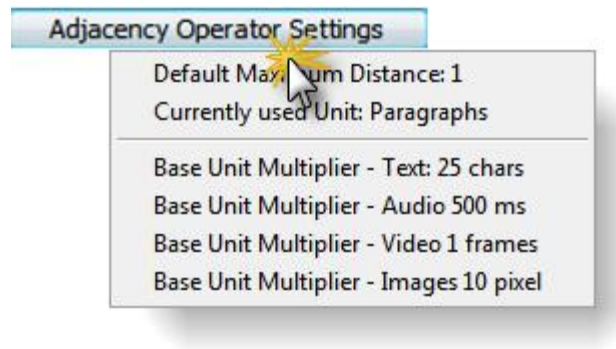 Adjacency Operator Settings
Default Maximum Distance: 1
Currently used Unit: Paragraphs
Base Unit Multiplier - Text: 25 chars
Base Unit Multiplier - Audio 500 ms
Base Unit Multiplier - Video 1 frames
Base Unit Multiplier - Images 10 pixel